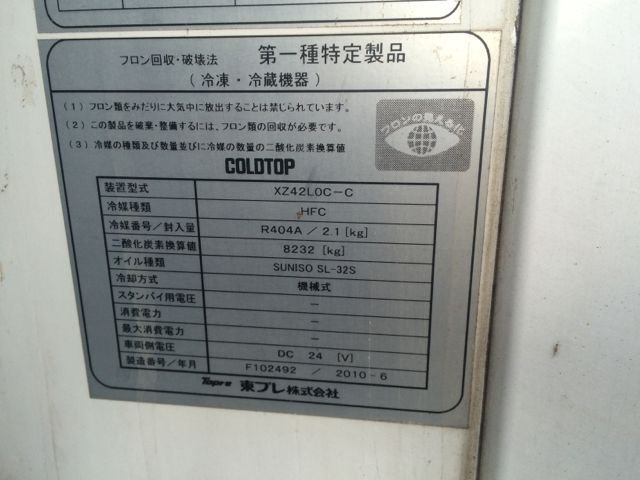 フロン回収・破壊法 第一種特定製品
(冷凍・冷蔵機器)
(1) フロン類をみだりに大気中に放出することは禁じられています。
(2) この製品を破棄・整備するには、フロン類の回収が必要です。
(3) 冷媒の種類及び数量並びに冷媒の数量の二酸化炭素換算値
フロンの見える化
COLDTOP
装置型式 XZ42L0C-C
冷媒種類 HFC
冷媒番号/封入量 R404A / 2.1 [kg]
二酸化炭素換算値 8232 [kg]
オイル種類 SUNISO SL-32S
冷却方式 機械式
スタンバイ用電圧 －
消費電力 －
最大消費電力 －
車両側電圧 DC 24 [V]
製造番号/年月 F102492 / 2010-6
Topre 東プレ株式会社